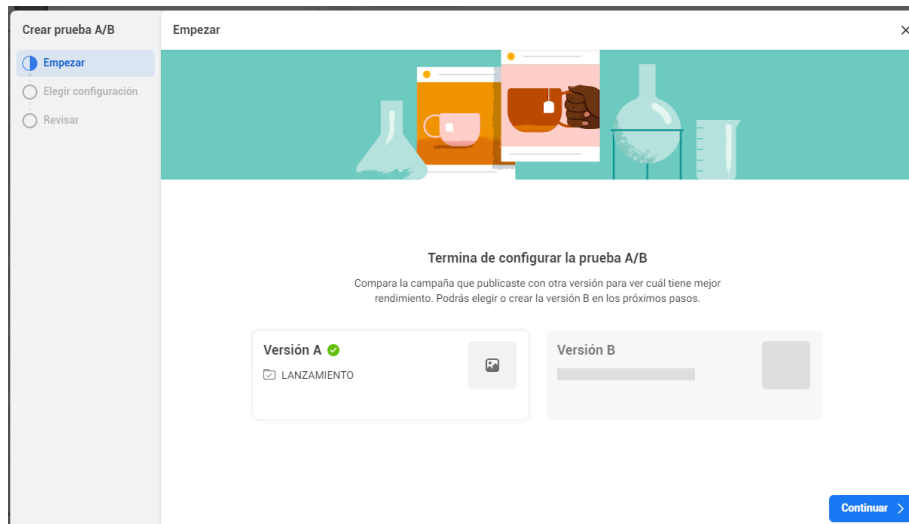 Crear prueba A/B
Empezar
Elegir configuración
Revisar
Empezar
Termina de configurar la prueba A/B
Compara la campaña que publicaste con otra versión para ver cuál tiene mejor
rendimiento. Podrás elegir o crear la versión B en los próximos pasos.
Versión A
LANZAMIENTO
Versión B
Continuar